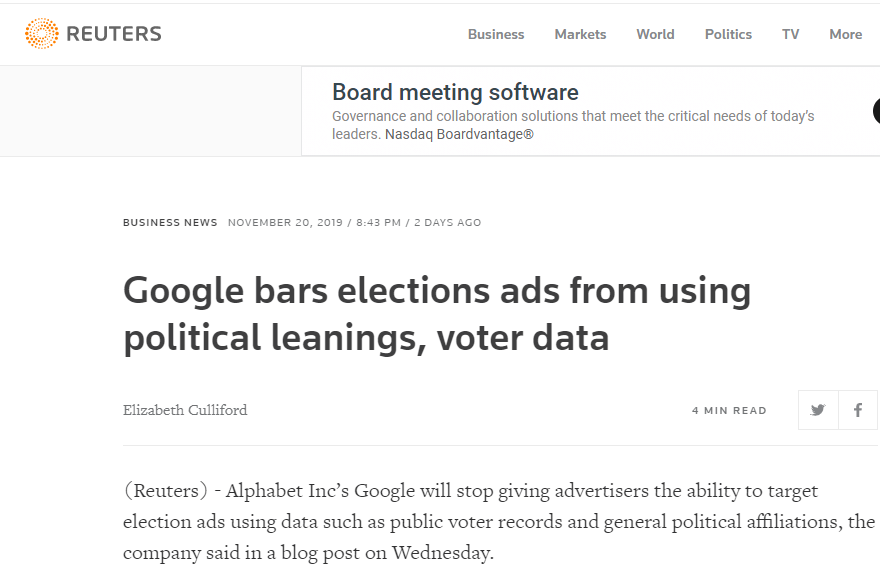 REUTERS
Business Markets World Politics TV More
Board meeting software
Governance and collaboration solutions that meet the critical needs of today's
leaders. Nasdaq Boardvantage®
BUSINESS NEWS NOVEMBER 20, 2019 / 8:43 PM / 2 DAYS AGO
Google bars elections ads from using
political leanings, voter data
Elizabeth Culliford
4 MIN READ
(Reuters) - Alphabet Inc’s Google will stop giving advertisers the ability to target
election ads using data such as public voter records and general political affiliations, the
company said in a blog post on Wednesday.